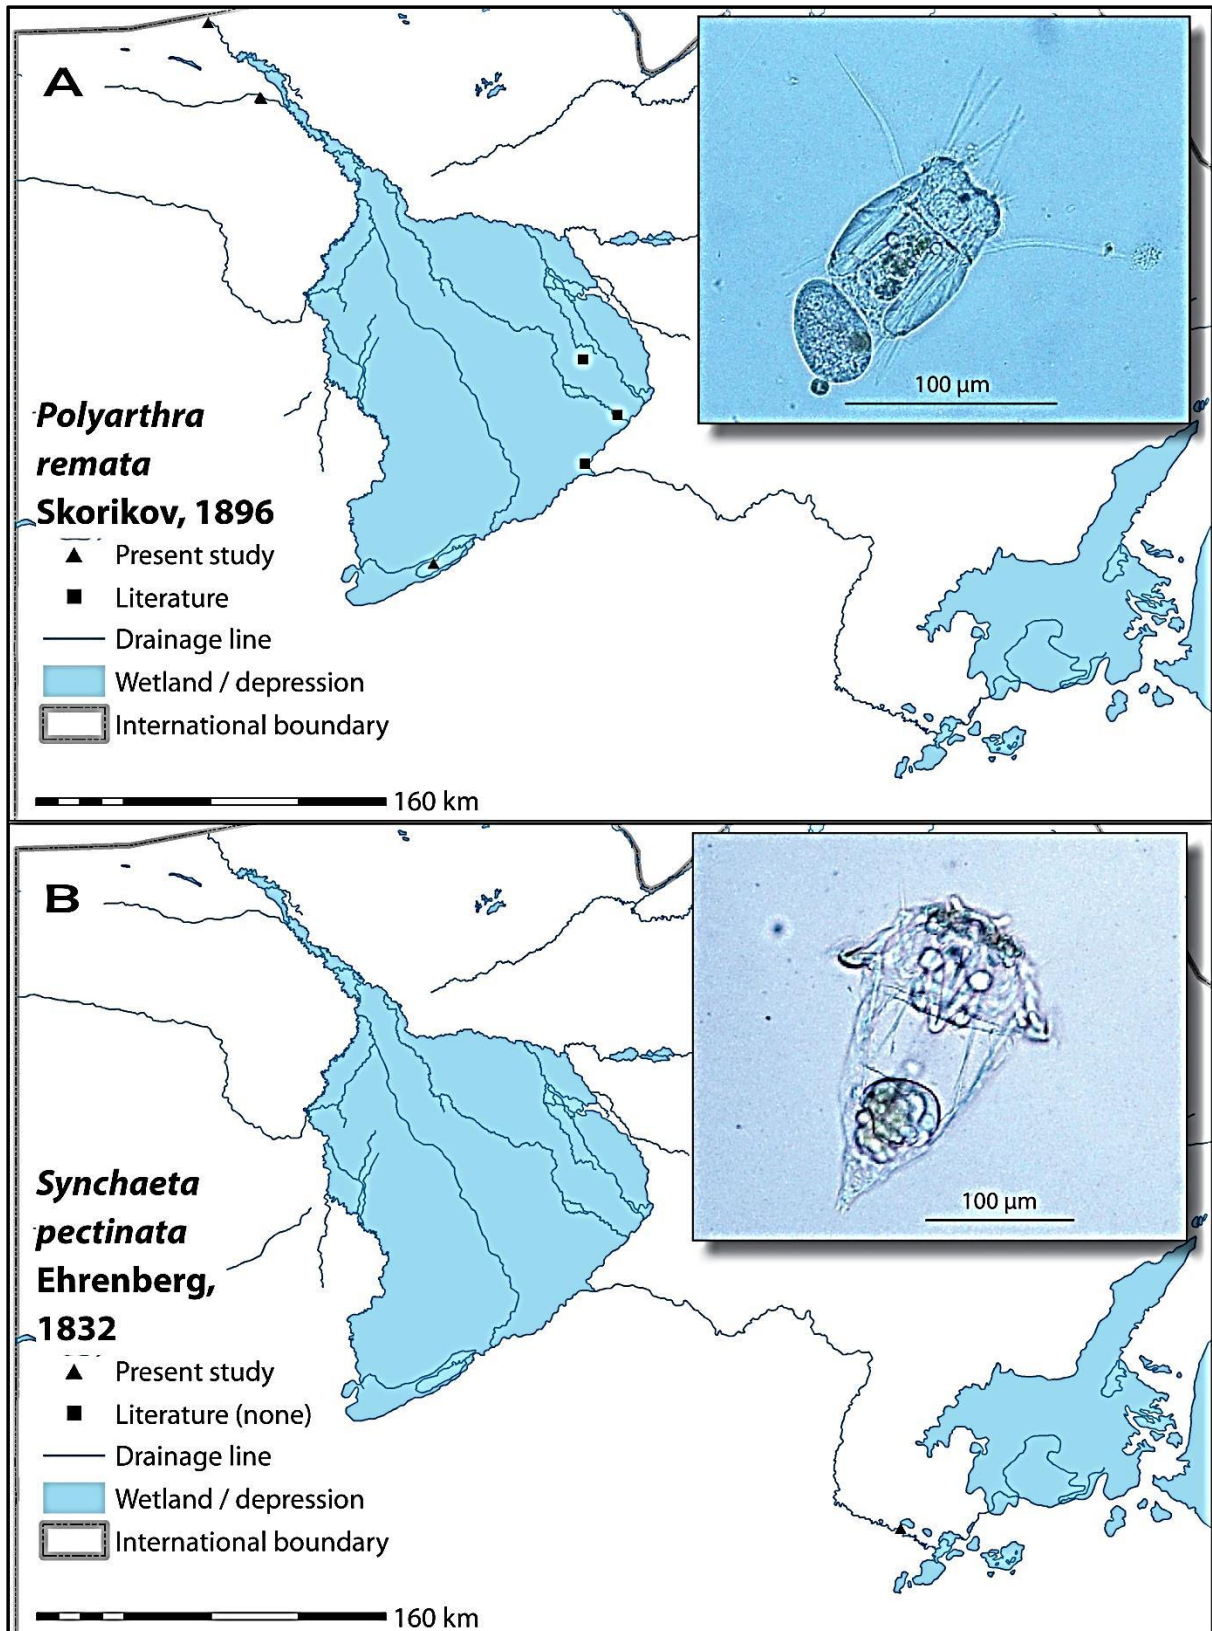 A
100 µm
Polyarthra
remata
Skorikov, 1896
Present study
Literature
Drainage line
Wetland / depression
International boundary
160 km
B
100 µm
Synchaeta
pectinata
Ehrenberg,
1832
Present study
Literature (none)
Drainage line
Wetland / depression
International boundary
160 km